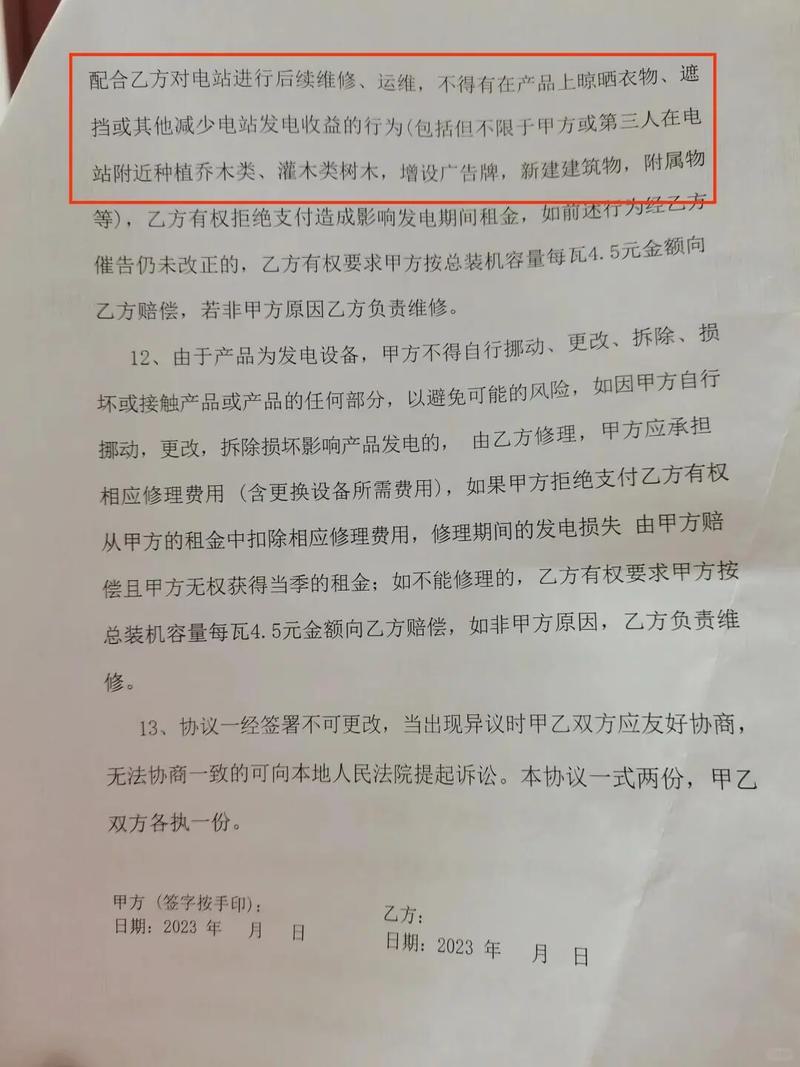 配合乙方对电站进行后续维修、运维，不得有在产品上晾晒衣物、遮
挡或其他减少电站发电收益的行为(包括但不限于甲方或第三人在电
站附近种植乔木类、灌木类树木，增设广告牌，新建建筑物，附属物
等)，乙方有权拒绝支付造成影响发电期间租金，如前述行为经乙方
催告仍未改正的，乙方有权要求甲方按总装机容量每瓦4.5元金额向
乙方赔偿，若非甲方原因乙方负责维修。
12、由于产品为发电设备，甲方不得自行挪动、更改、拆除、损
坏或接触产品或产品的任何部分，以避免可能的风险，如因甲方自行
挪动，更改，拆除损坏影响产品发电的， 由乙方修理，甲方应承担
相应修理费用 (含更换设备所需费用)，如果甲方拒绝支付乙方有权
从甲方的租金中扣除相应修理费用，修理期间的发电损失 由甲方赔
偿且甲方无权获得当季的租金；如不能修理的，乙方有权要求甲方按
总装机容量每瓦4.5元金额向乙方赔偿，如非甲方原因，乙方负责维
修。
13、协议一经签署不可更改，当出现异议时甲乙双方应友好协商，
无法协商一致的可向本地人民法院提起诉讼。本协议一式两份，甲乙
双方各执一份。
甲方 (签字按手印)：
日期：2023 年 月 日
乙方：
日期：2023 年 月 日